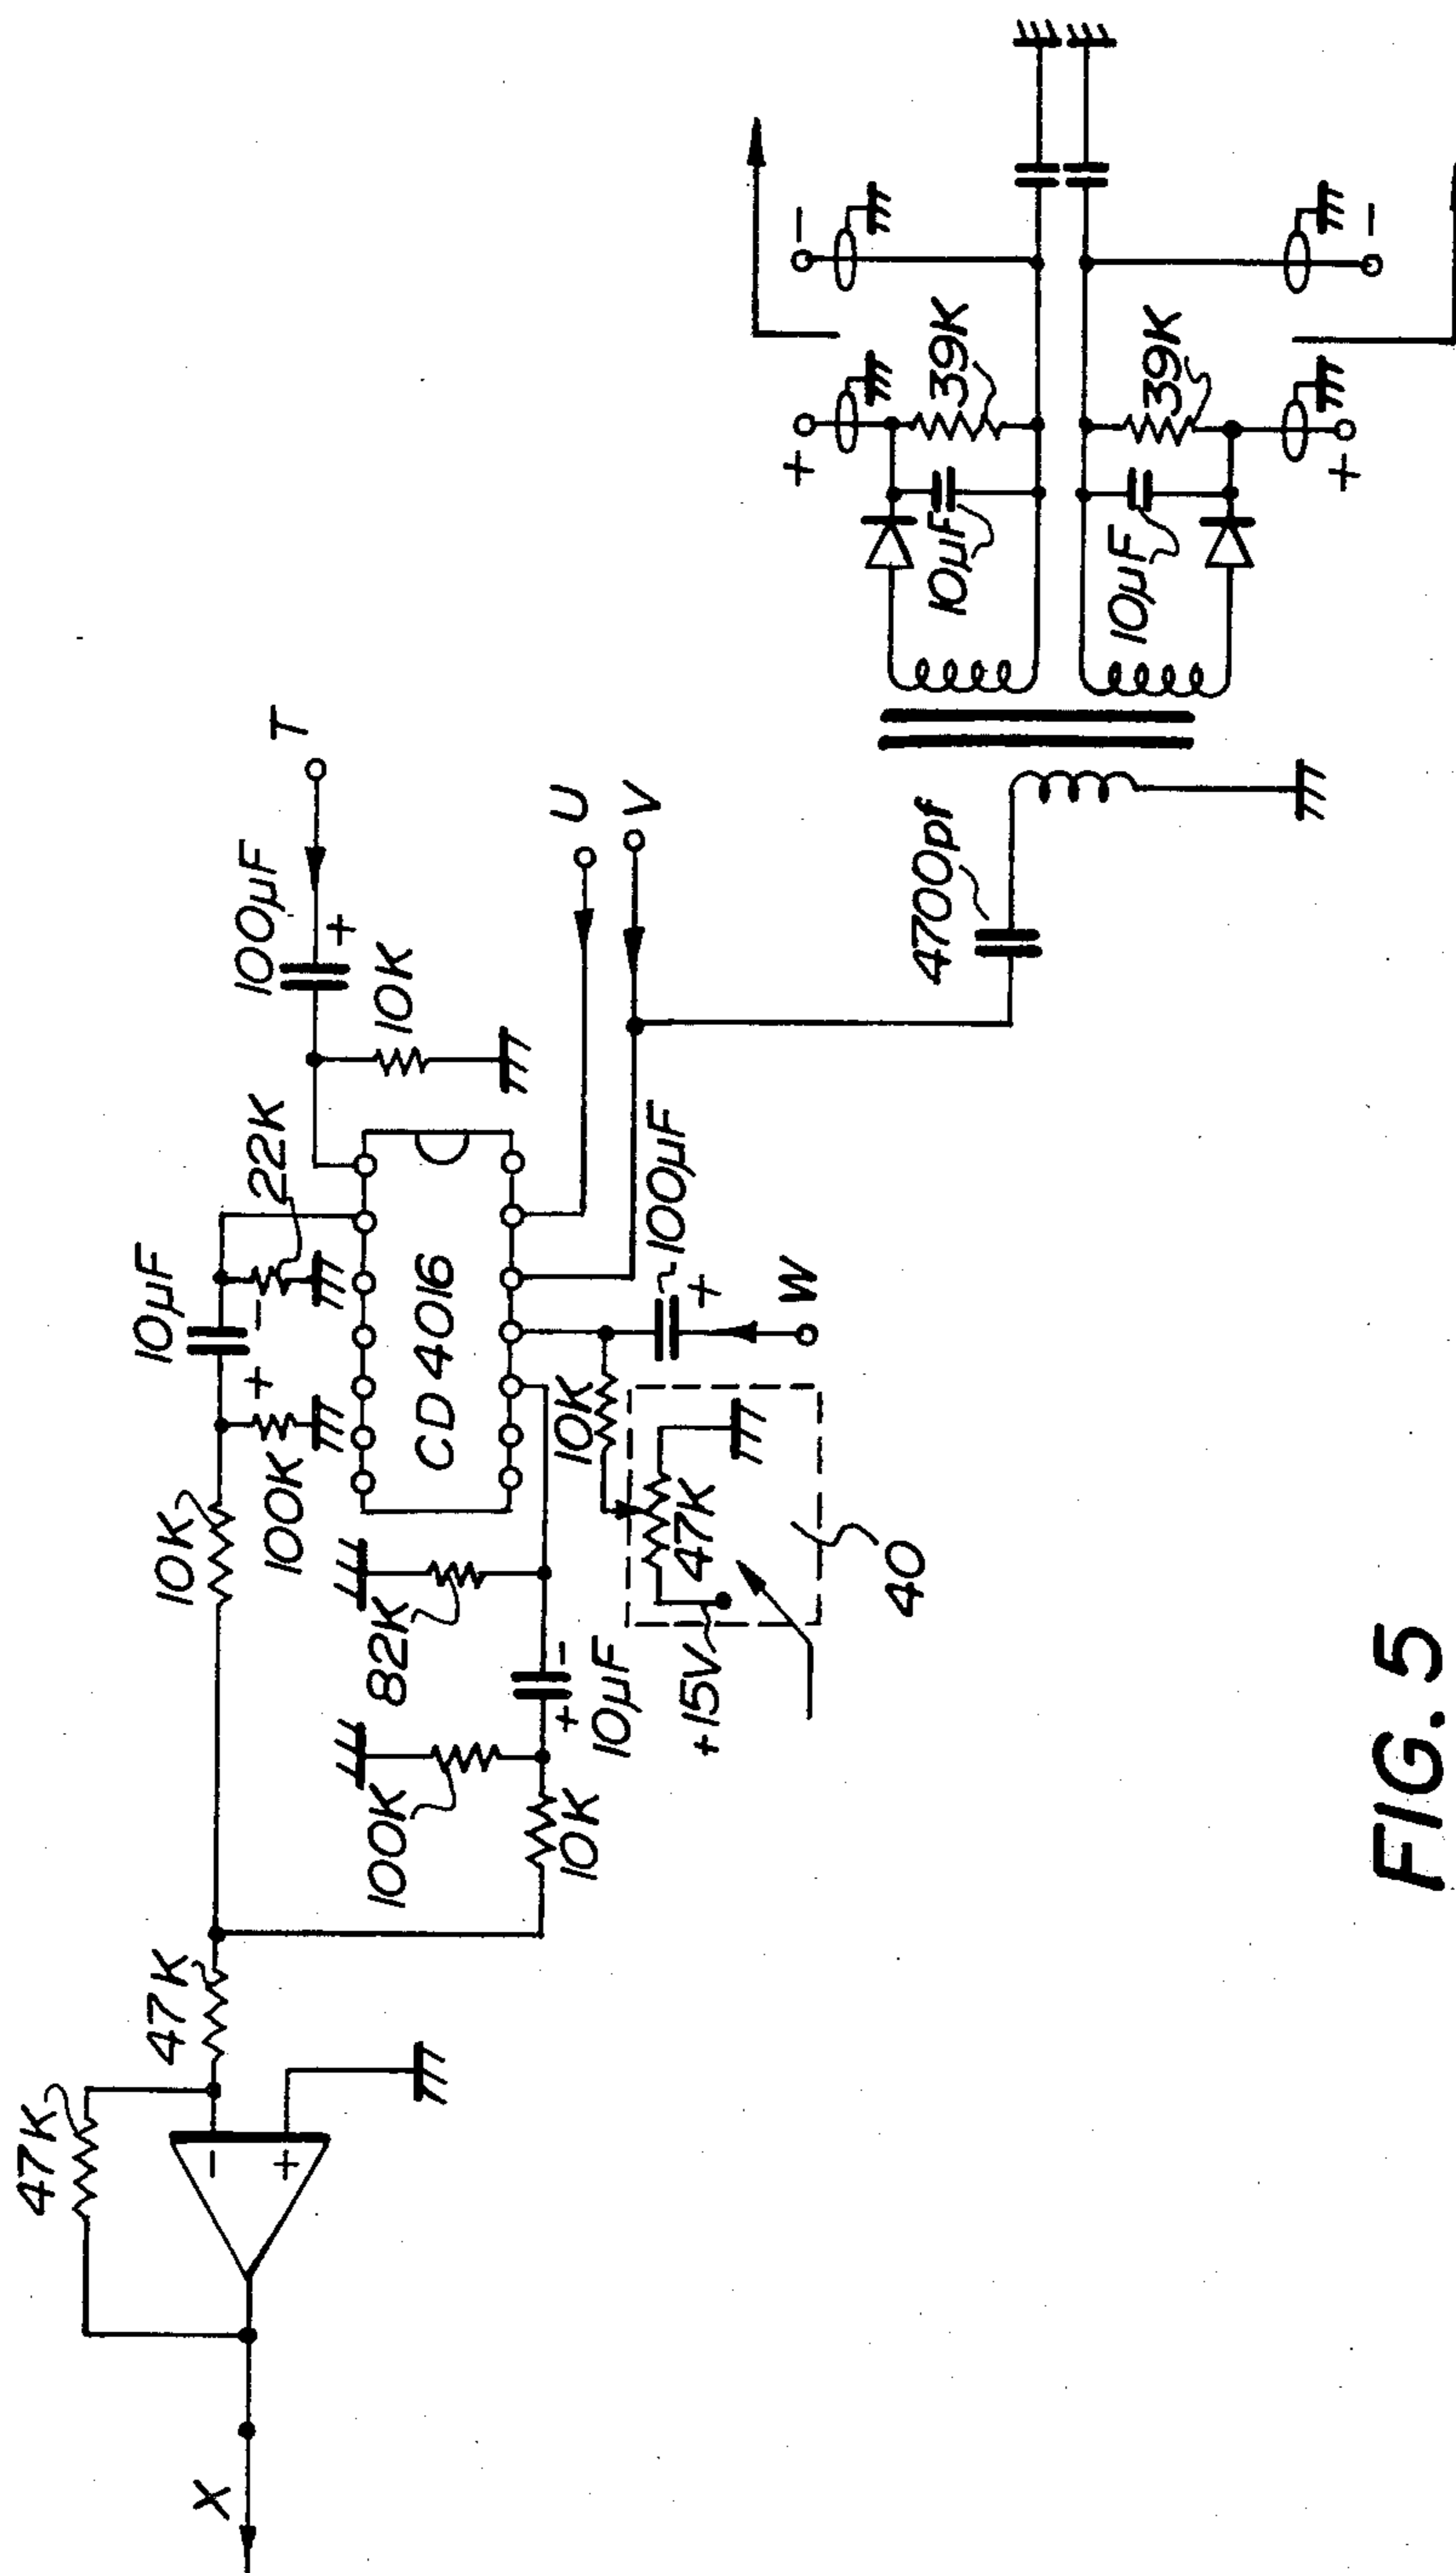 X
47K
47K
-
+
10K
100K
10µF
+
-
22K
100µF
+
T
10K
CD 4016
100K
82K
10K
+
-
10µF
10K
47K
+15V
40
100µF
+
W
U
V
4700pf
10µF
39K
+
-
10µF
39K
+
-
FIG. 5